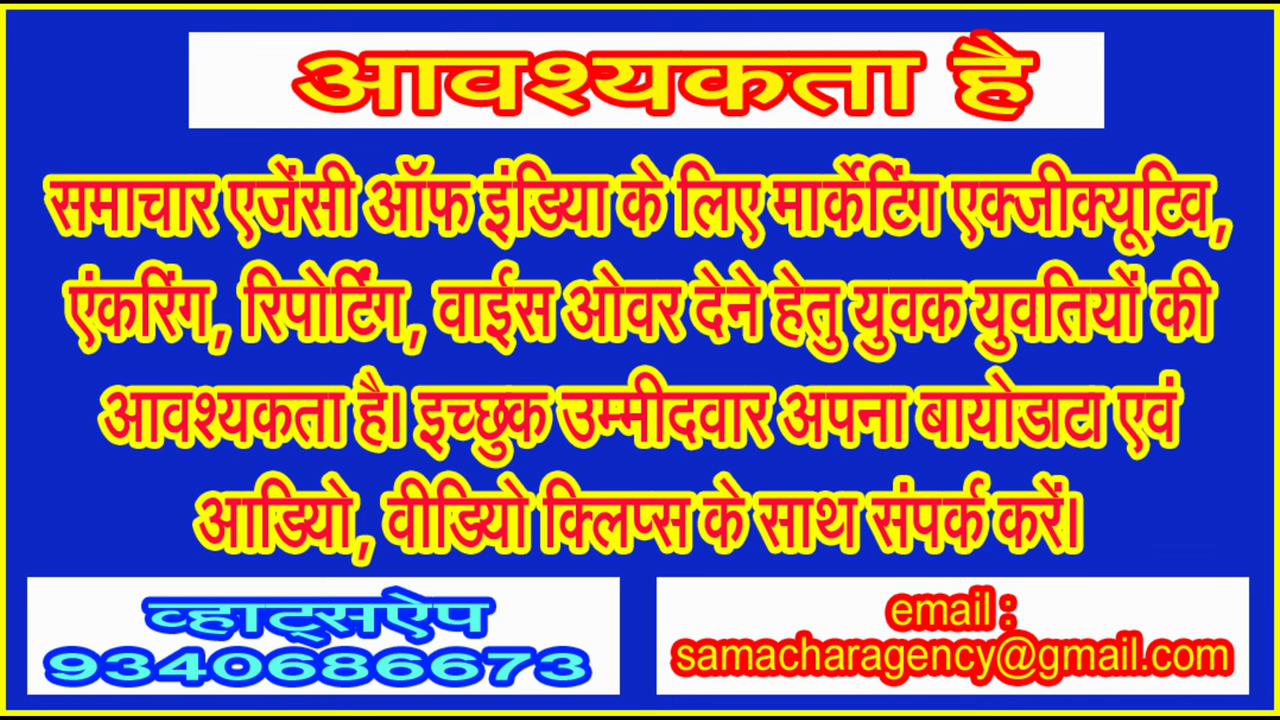 आवश्यकता है
समाचार एजेंसी ऑफ इंडिया के लिए मार्केटिंग एक्जीक्यूटिव,
एंकरिंग, रिपोर्टिंग, वाईस ओवर देने हेतु युवक युवतियों की
आवश्यकता है। इच्छुक उम्मीदवार अपना बायोडाटा एवं
आडियो, वीडियो क्लिप्स के साथ संपर्क करें।
व्हाट्सऐप
9340686673
email :
samacharagency@gmail.com